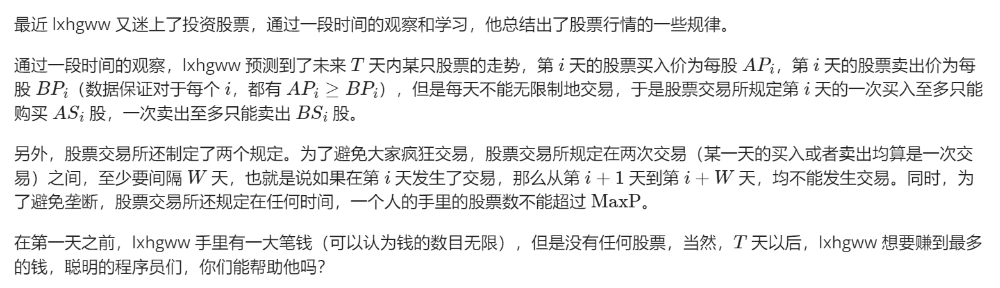 最近 lxhgww 又迷上了投资股票，通过一段时间的观察和学习，他总结出了股票行情的一些规律。
通过一段时间的观察，lxhgww 预测到了未来 T 天内某只股票的走势，第 i 天的股票买入价为每股 APᵢ，第 i 天的股票卖出价为每
股 BPᵢ（数据保证对于每个 i，都有 APᵢ ≥ BPᵢ），但是每天不能无限制地交易，于是股票交易所规定第 i 天的一次买入至多只能
购买 ASᵢ 股，一次卖出至多只能卖出 BSᵢ 股。
另外，股票交易所还制定了两个规定。为了避免大家疯狂交易，股票交易所规定在两次交易（某一天的买入或者卖出均算是一次交
易）之间，至少要间隔 W 天，也就是说如果在第 i 天发生了交易，那么从第 i + 1 天到第 i + W 天，均不能发生交易。同时，为
了避免垄断，股票交易所还规定在任何时间，一个人的手里的股票数不能超过 MaxP。
在第一天之前，lxhgww 手里有一大笔钱（可以认为钱的数目无限），但是没有任何股票，当然，T 天以后，lxhgww 想要赚到最多
的钱，聪明的程序员们，你们能帮助他吗？